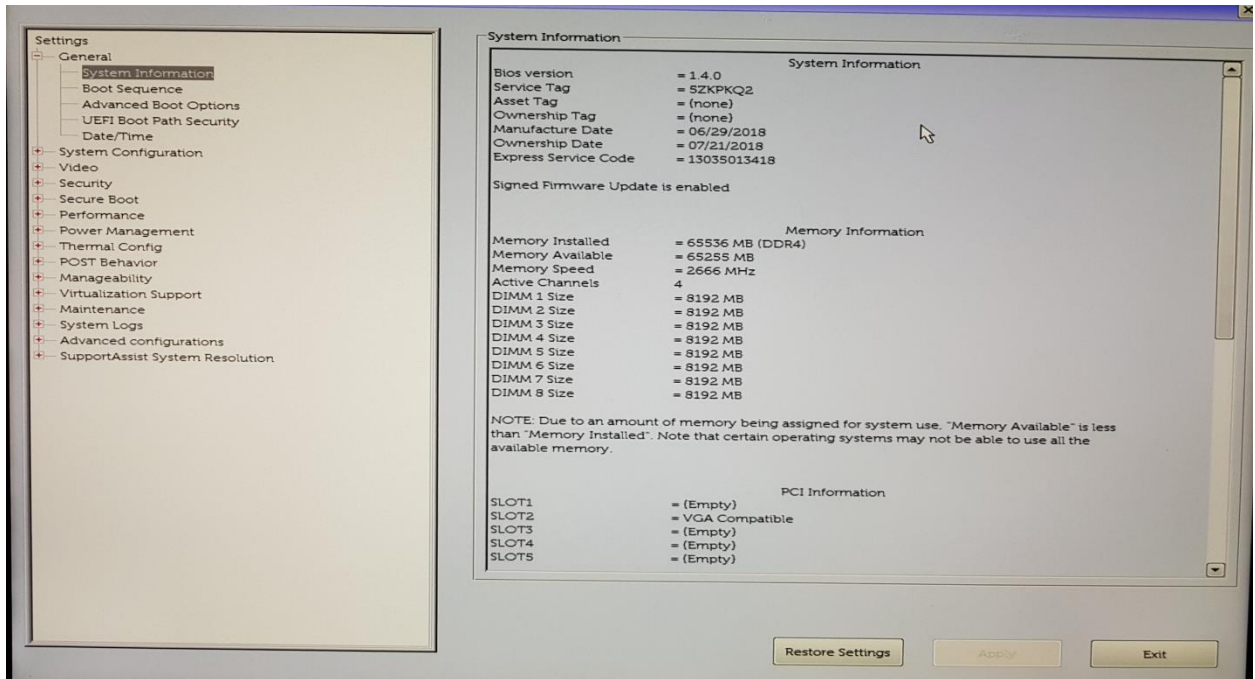 Settings
General
System Information
Boot Sequence
Advanced Boot Options
UEFI Boot Path Security
Date/Time
System Configuration
Video
Security
Secure Boot
Performance
Power Management
Thermal Config
POST Behavior
Manageability
Virtualization Support
Maintenance
System Logs
Advanced configurations
SupportAssist System Resolution
System Information
System Information
Bios version = 1.4.0
Service Tag = 5ZKPKQ2
Asset Tag = (none)
Ownership Tag = (none)
Manufacture Date = 06/29/2018
Ownership Date = 07/21/2018
Express Service Code = 13035013418
Signed Firmware Update is enabled
Memory Information
Memory Installed = 65536 MB (DDR4)
Memory Available = 65255 MB
Memory Speed = 2666 MHz
Active Channels 4
DIMM 1 Size = 8192 MB
DIMM 2 Size = 8192 MB
DIMM 3 Size = 8192 MB
DIMM 4 Size = 8192 MB
DIMM 5 Size = 8192 MB
DIMM 6 Size = 8192 MB
DIMM 7 Size = 8192 MB
DIMM 8 Size = 8192 MB
NOTE: Due to an amount of memory being assigned for system use, "Memory Available" is less
than "Memory Installed". Note that certain operating systems may not be able to use all the
available memory.
PCI Information
SLOT1 = (Empty)
SLOT2 = VGA Compatible
SLOT3 = (Empty)
SLOT4 = (Empty)
SLOT5 = (Empty)
Restore Settings
Apply
Exit